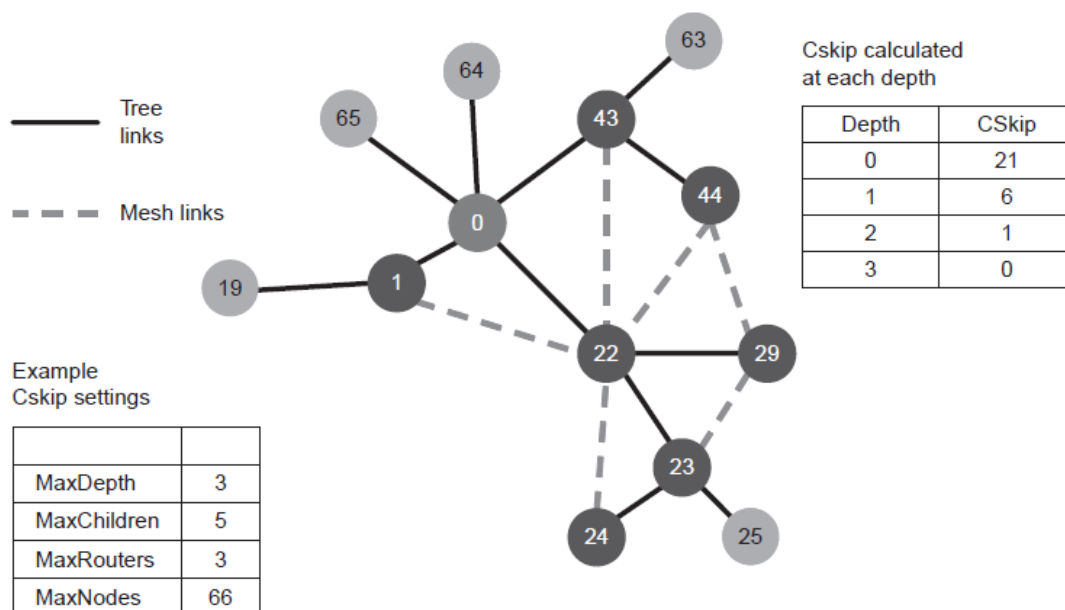 63
Cskip calculated
at each depth
64
Tree
links
65
43
Depth CSkip
0 21
1 6
2 1
3 0
44
Mesh links
0
19
1
22
29
Example
Cskip settings
MaxDepth 3
MaxChildren 5
MaxRouters 3
MaxNodes 66
23
24
25